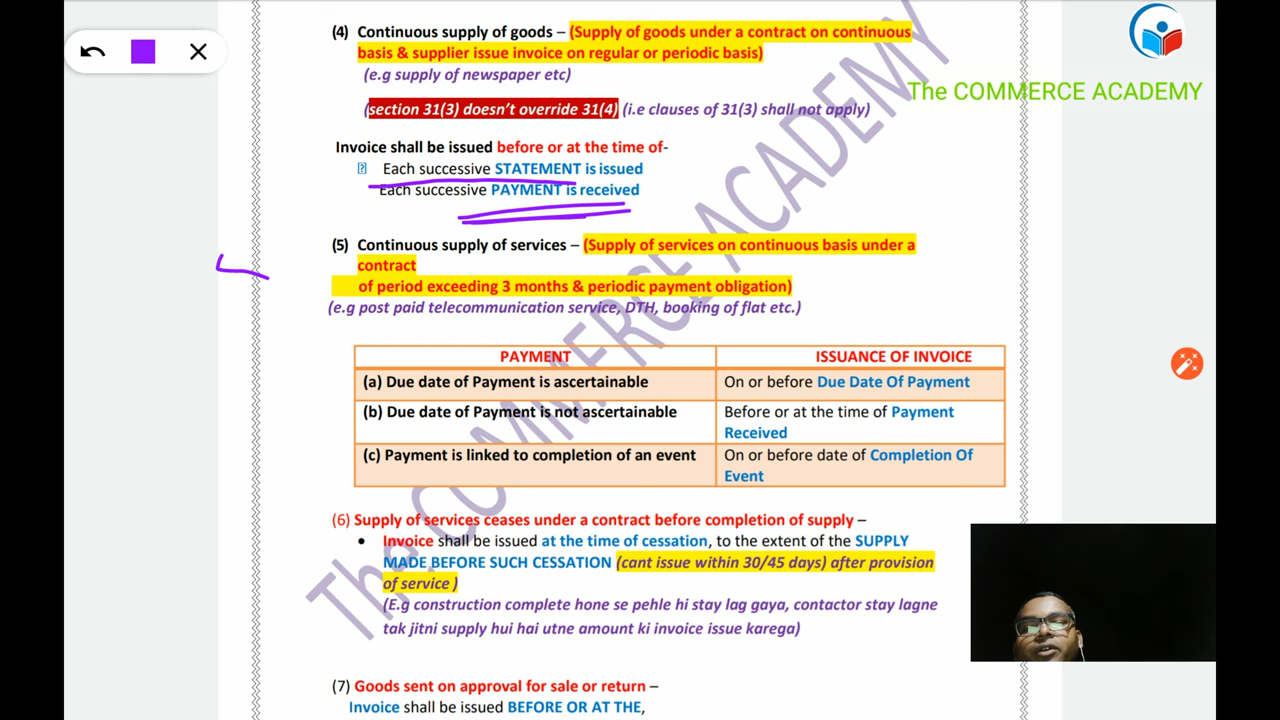 (4) Continuous supply of goods – (Supply of goods under a contract on continuous
basis & supplier issue invoice on regular or periodic basis)
(e.g supply of newspaper etc)
(section 31(3) doesn't override 31(4) (i.e clauses of 31(3) shall not apply)
Invoice shall be issued before or at the time of-
Each successive STATEMENT is issued
Each successive PAYMENT is received
(5) Continuous supply of services – (Supply of services on continuous basis under a
contract
of period exceeding 3 months & periodic payment obligation)
(e.g post paid telecommunication service, DTH, booking of flat etc.)
PAYMENT ISSUANCE OF INVOICE
(a) Due date of Payment is ascertainable On or before Due Date Of Payment
(b) Due date of Payment is not ascertainable Before or at the time of Payment
Received
(c) Payment is linked to completion of an event On or before date of Completion Of
Event
(6) Supply of services ceases under a contract before completion of supply –
• Invoice shall be issued at the time of cessation, to the extent of the SUPPLY
MADE BEFORE SUCH CESSATION (cant issue within 30/45 days) after provision
of service )
(E.g construction complete hone se pehle hi stay lag gaya, contactor stay lagne
tak jitni supply hui hai utne amount ki invoice issue karega)
(7) Goods sent on approval for sale or return –
Invoice shall be issued BEFORE OR AT THE,
The COMMERCE ACADEMY
The COMMERCE ACADEMY